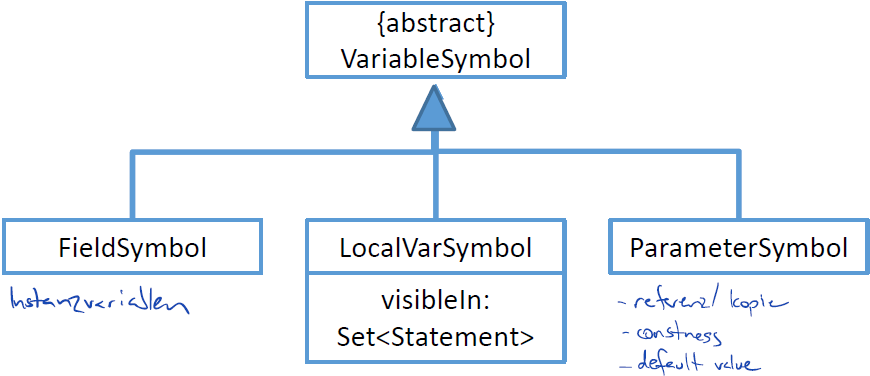 {abstract}
VariableSymbol
FieldSymbol
LocalVarSymbol
ParameterSymbol
Instanzvariablen
visibleIn:
Set<Statement>
- referenz/kopie
- constness
- default value